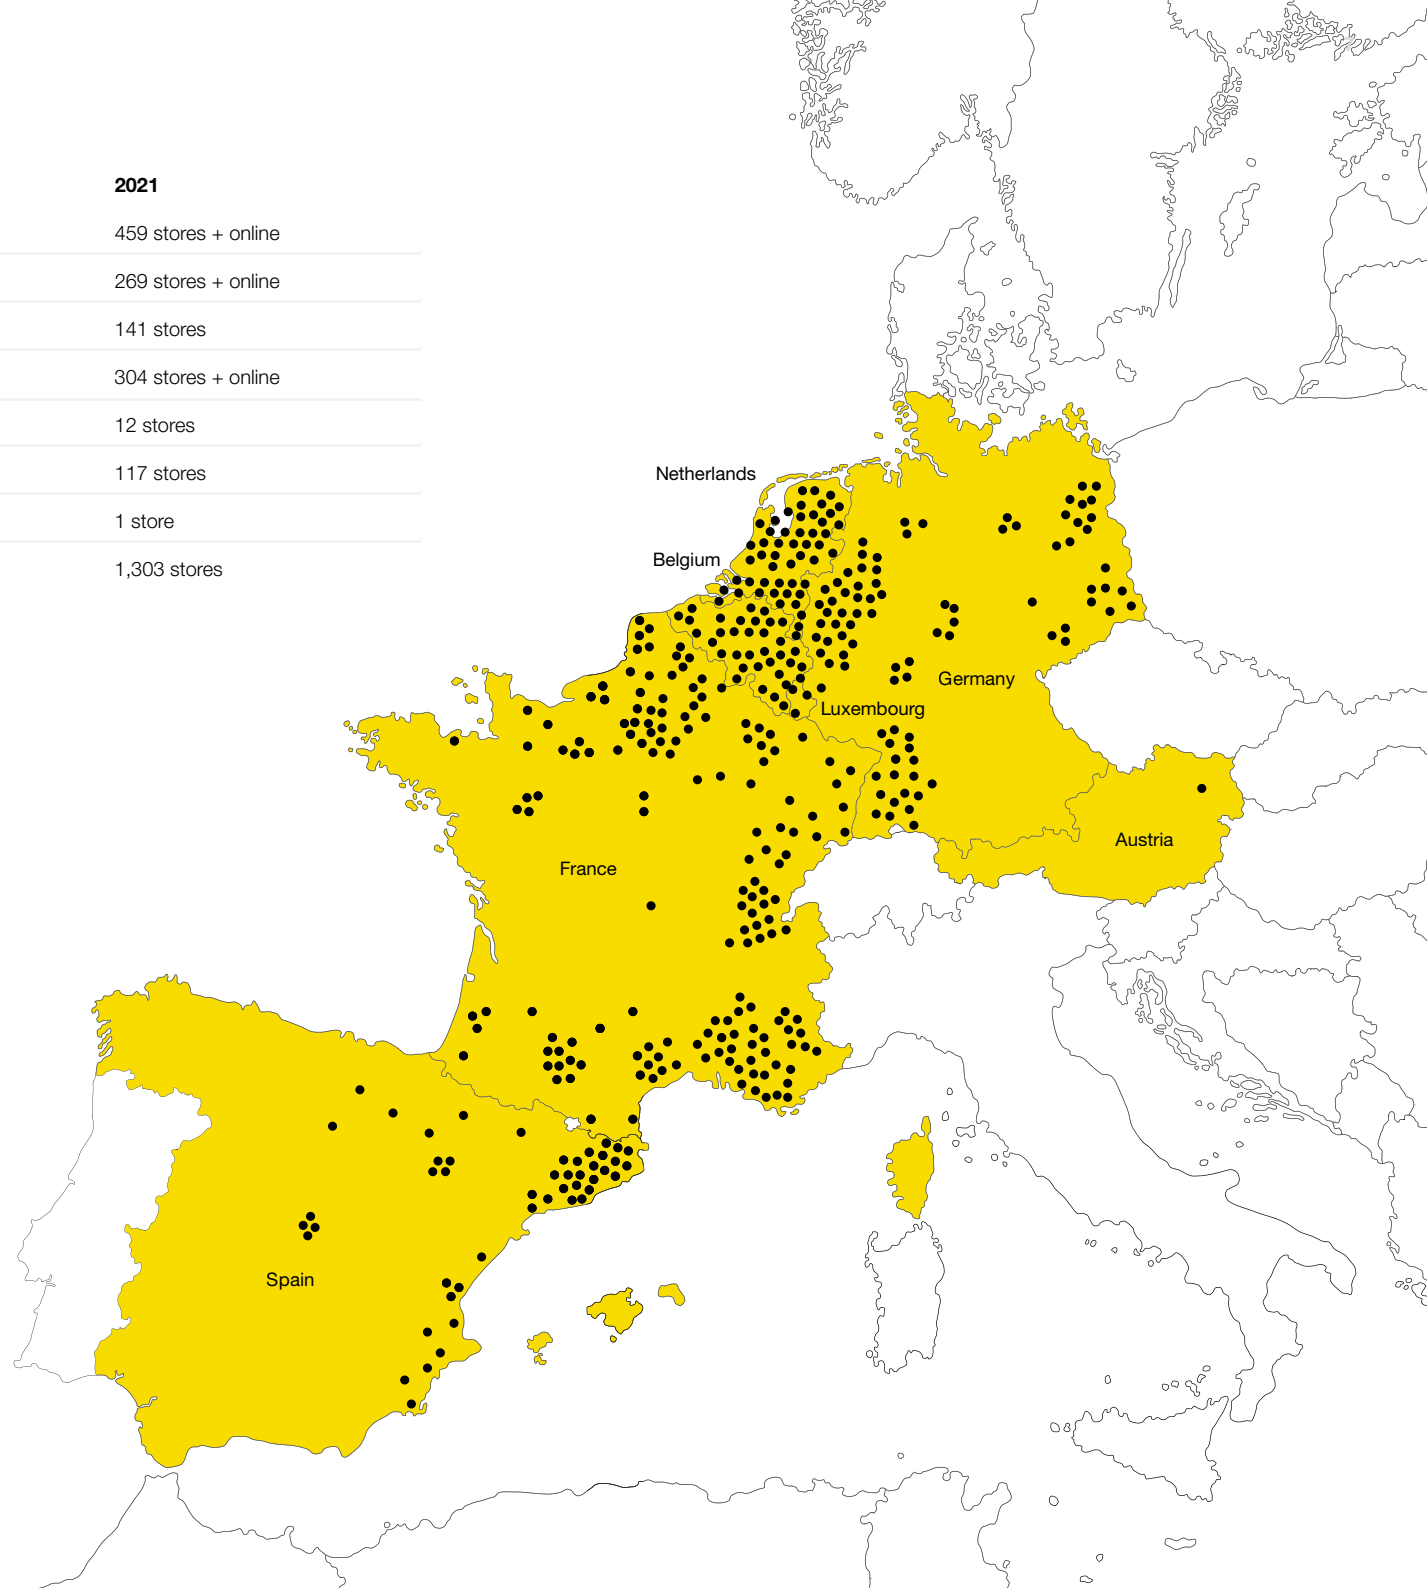 2021
459 stores + online
269 stores + online
141 stores
304 stores + online
12 stores
117 stores
1 store
1,303 stores
Netherlands
Belgium
Germany
Luxembourg
Austria
France
Spain